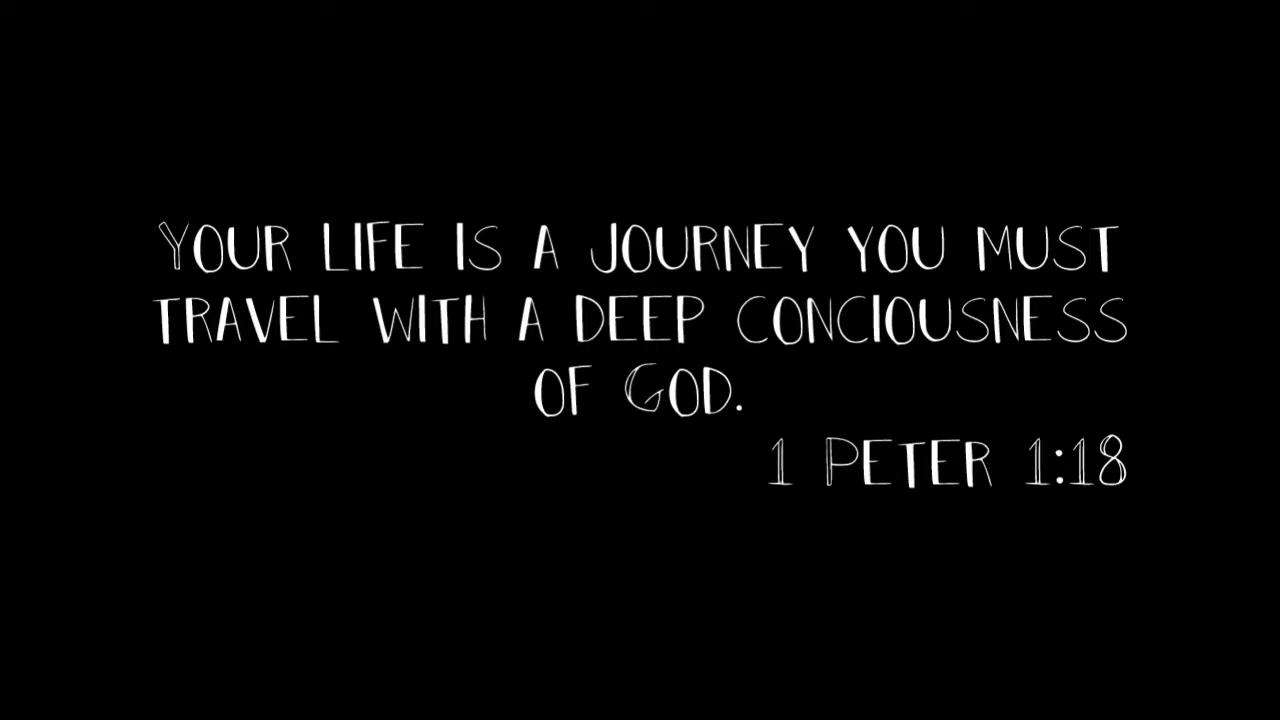 Your life is a journey you must
travel with a deep conciousness
of God.
1 Peter 1:18